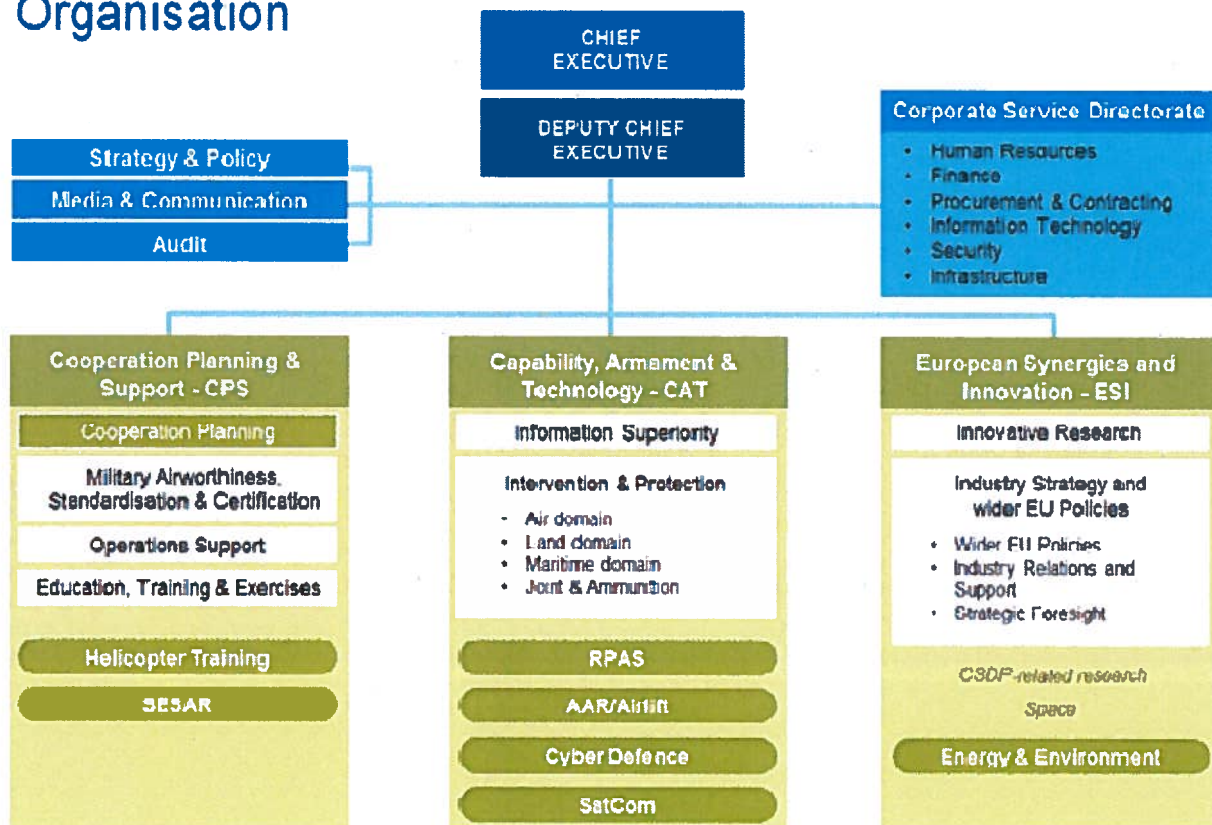 Organisation
CHIEF
EXECUTIVE
DEPUTY CHIEF
EXECUTIVE
Strategy & Policy
Media & Communication
Audit
Corporate Service Directorate
• Human Resources
• Finance
• Procurement & Contracting
• Information Technology
• Security
• Infrastructure
Cooperation Planning &
Support - CPS
Cooperation Planning
Military Airworthiness,
Standardisation & Certification
Operations Support
Education, Training & Exercises
Helicopter Training
SESAR
Capability, Armament &
Technology - CAT
Information Superiority
Intervention & Protection
• Air domain
• Land domain
• Maritime domain
• Joint & Ammunition
RPAS
AAR/Airlift
Cyber Defence
SatCom
European Synergies and
Innovation - ESI
Innovative Research
Industry Strategy and
wider EU Policies
• Wider EU Policies
• Industry Relations and
Support
• Strategic Foresight
CSDP-related research
Space
Energy & Environment